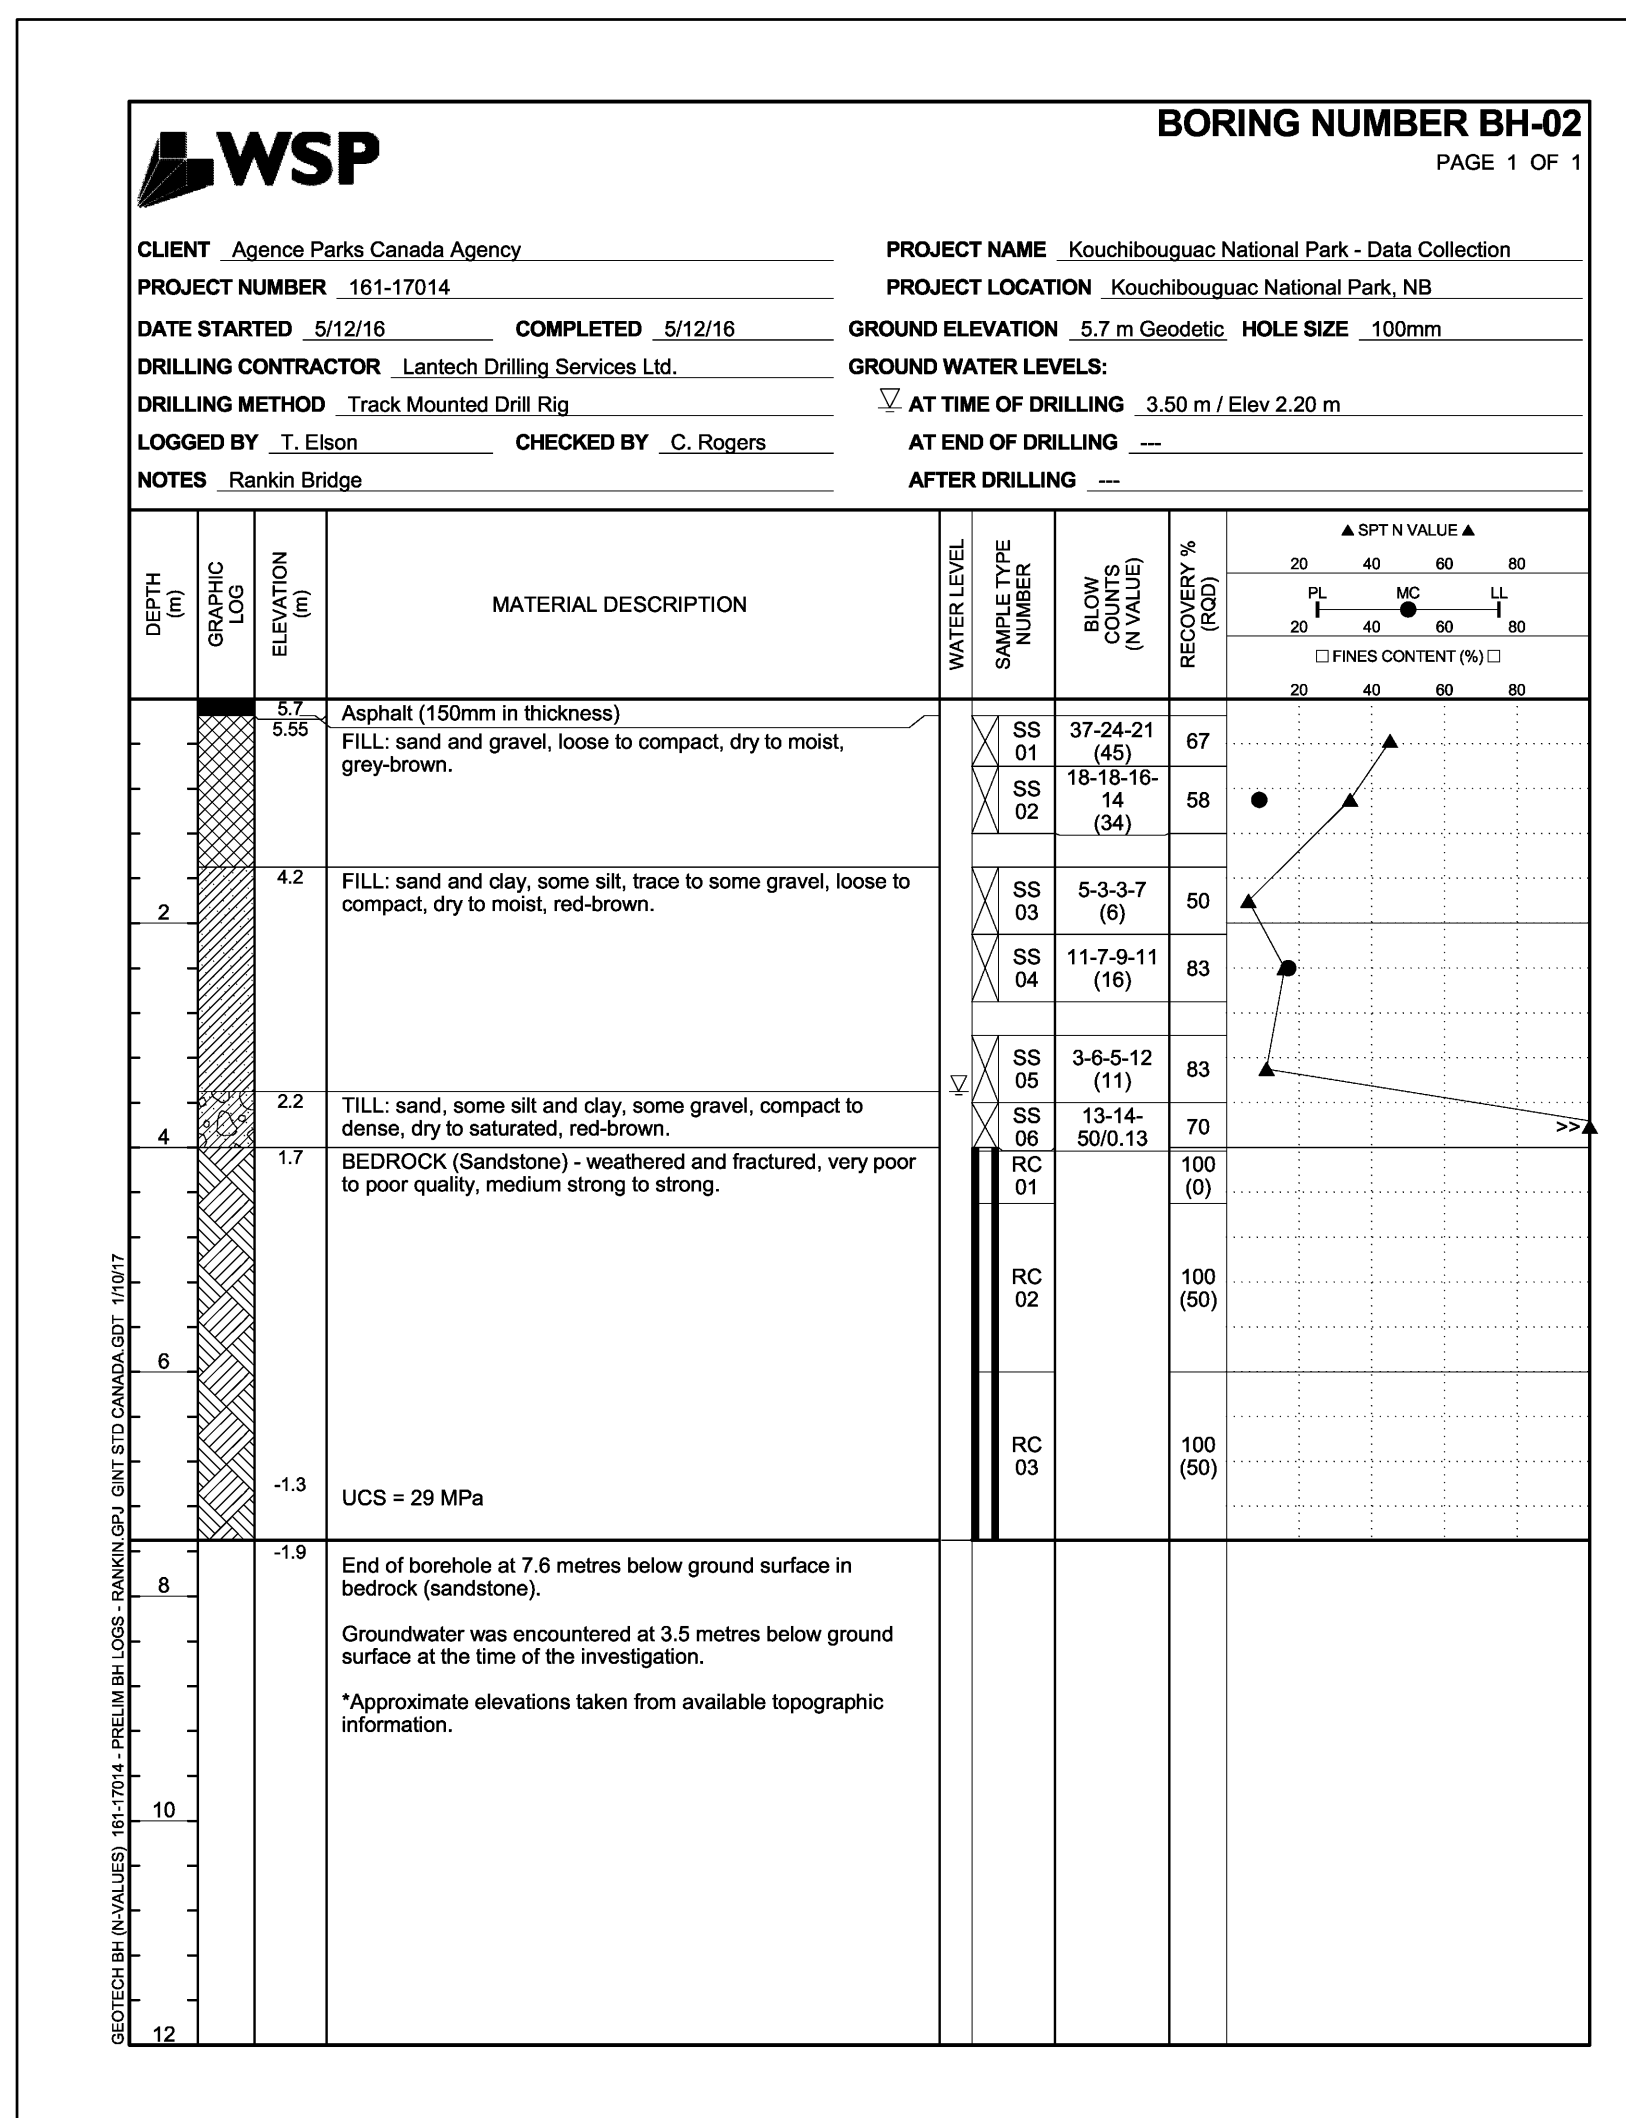 WSP
BORING NUMBER BH-02
PAGE 1 OF 1
CLIENT Agence Parks Canada Agency
PROJECT NAME Kouchibouguac National Park - Data Collection
PROJECT NUMBER 161-17014
PROJECT LOCATION Kouchibouguac National Park, NB
DATE STARTED 5/12/16 COMPLETED 5/12/16
GROUND ELEVATION 5.7 m Geodetic HOLE SIZE 100mm
DRILLING CONTRACTOR Lantech Drilling Services Ltd.
GROUND WATER LEVELS:
DRILLING METHOD Track Mounted Drill Rig
AT TIME OF DRILLING 3.50 m / Elev 2.20 m
LOGGED BY T. Elson CHECKED BY C. Rogers
AT END OF DRILLING ---
NOTES Rankin Bridge
AFTER DRILLING ---
DEPTH
(m)
GRAPHIC
LOG
ELEVATION
(m)
MATERIAL DESCRIPTION
WATER LEVEL
SAMPLE TYPE
NUMBER
BLOW
COUNTS
(N VALUE)
RECOVERY %
(RQD)
▲ SPT N VALUE ▲
20 40 60 80
PL MC LL
20 40 60 80
□ FINES CONTENT (%) □
20 40 60 80
5.7
Asphalt (150mm in thickness)
5.55
FILL: sand and gravel, loose to compact, dry to moist,
grey-brown.
SS
01
37-24-21
(45)
67
SS
02
18-18-16-
14
(34)
58
4.2
FILL: sand and clay, some silt, trace to some gravel, loose to
compact, dry to moist, red-brown.
SS
03
5-3-3-7
(6)
50
2
SS
04
11-7-9-11
(16)
83
SS
05
3-6-5-12
(11)
83
2.2
TILL: sand, some silt and clay, some gravel, compact to
dense, dry to saturated, red-brown.
SS
06
13-14-
50/0.13
70
>>
4
1.7
BEDROCK (Sandstone) - weathered and fractured, very poor
to poor quality, medium strong to strong.
RC
01
100
(0)
RC
02
100
(50)
6
RC
03
100
(50)
-1.3
UCS = 29 MPa
-1.9
End of borehole at 7.6 metres below ground surface in
bedrock (sandstone).
8
Groundwater was encountered at 3.5 metres below ground
surface at the time of the investigation.
*Approximate elevations taken from available topographic
information.
10
12
GEOTECH BH (N-VALUES) 161-17014 - PRELIM BH LOGS - RANKIN.GPJ GINT STD CANADA.GDT 1/10/17